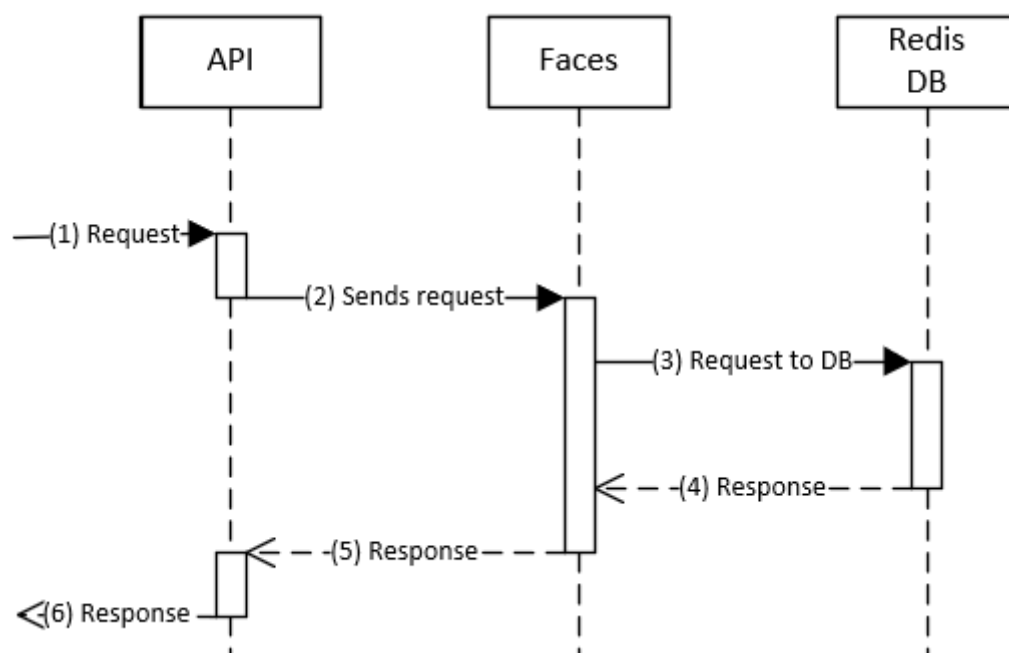 API
Faces
Redis
DB
(1) Request
(2) Sends request
(3) Request to DB
(4) Response
(5) Response
(6) Response